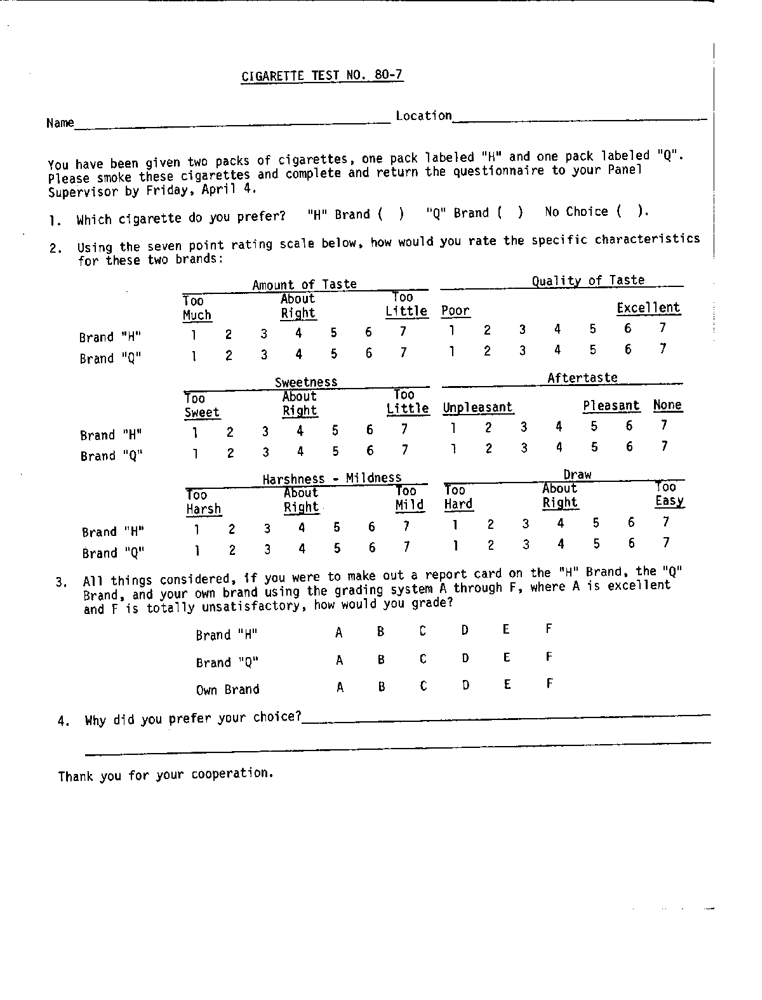 CIGARETTE TEST NO. 80-7
Name Location
You have been given two packs of cigarettes, one pack labeled "H" and one pack labeled "Q".
Please smoke these cigarettes and complete and return the questionnaire to your Panel
Supervisor by Friday, April 4.
1. Which cigarette do you prefer? "H" Brand ( ) "Q" Brand ( ) No Choice ( ).
2. Using the seven point rating scale below, how would you rate the specific characteristics
for these two brands:
Amount of Taste Quality of Taste
Too About Too
Much Right Little Poor Excellent
Brand "H" 1 2 3 4 5 6 7 1 2 3 4 5 6 7
Brand "Q" 1 2 3 4 5 6 7 1 2 3 4 5 6 7
Sweetness Aftertaste
Too About Too
Sweet Right Little Unpleasant Pleasant None
Brand "H" 1 2 3 4 5 6 7 1 2 3 4 5 6 7
Brand "Q" 1 2 3 4 5 6 7 1 2 3 4 5 6 7
Harshness - Mildness Draw
Too About Too Too About Too
Harsh Right Mild Hard Right Easy
Brand "H" 1 2 3 4 5 6 7 1 2 3 4 5 6 7
Brand "Q" 1 2 3 4 5 6 7 1 2 3 4 5 6 7
3. All things considered, if you were to make out a report card on the "H" Brand, the "Q"
Brand, and your own brand using the grading system A through F, where A is excellent
and F is totally unsatisfactory, how would you grade?
Brand "H" A B C D E F
Brand "Q" A B C D E F
Own Brand A B C D E F
4. Why did you prefer your choice?
Thank you for your cooperation.